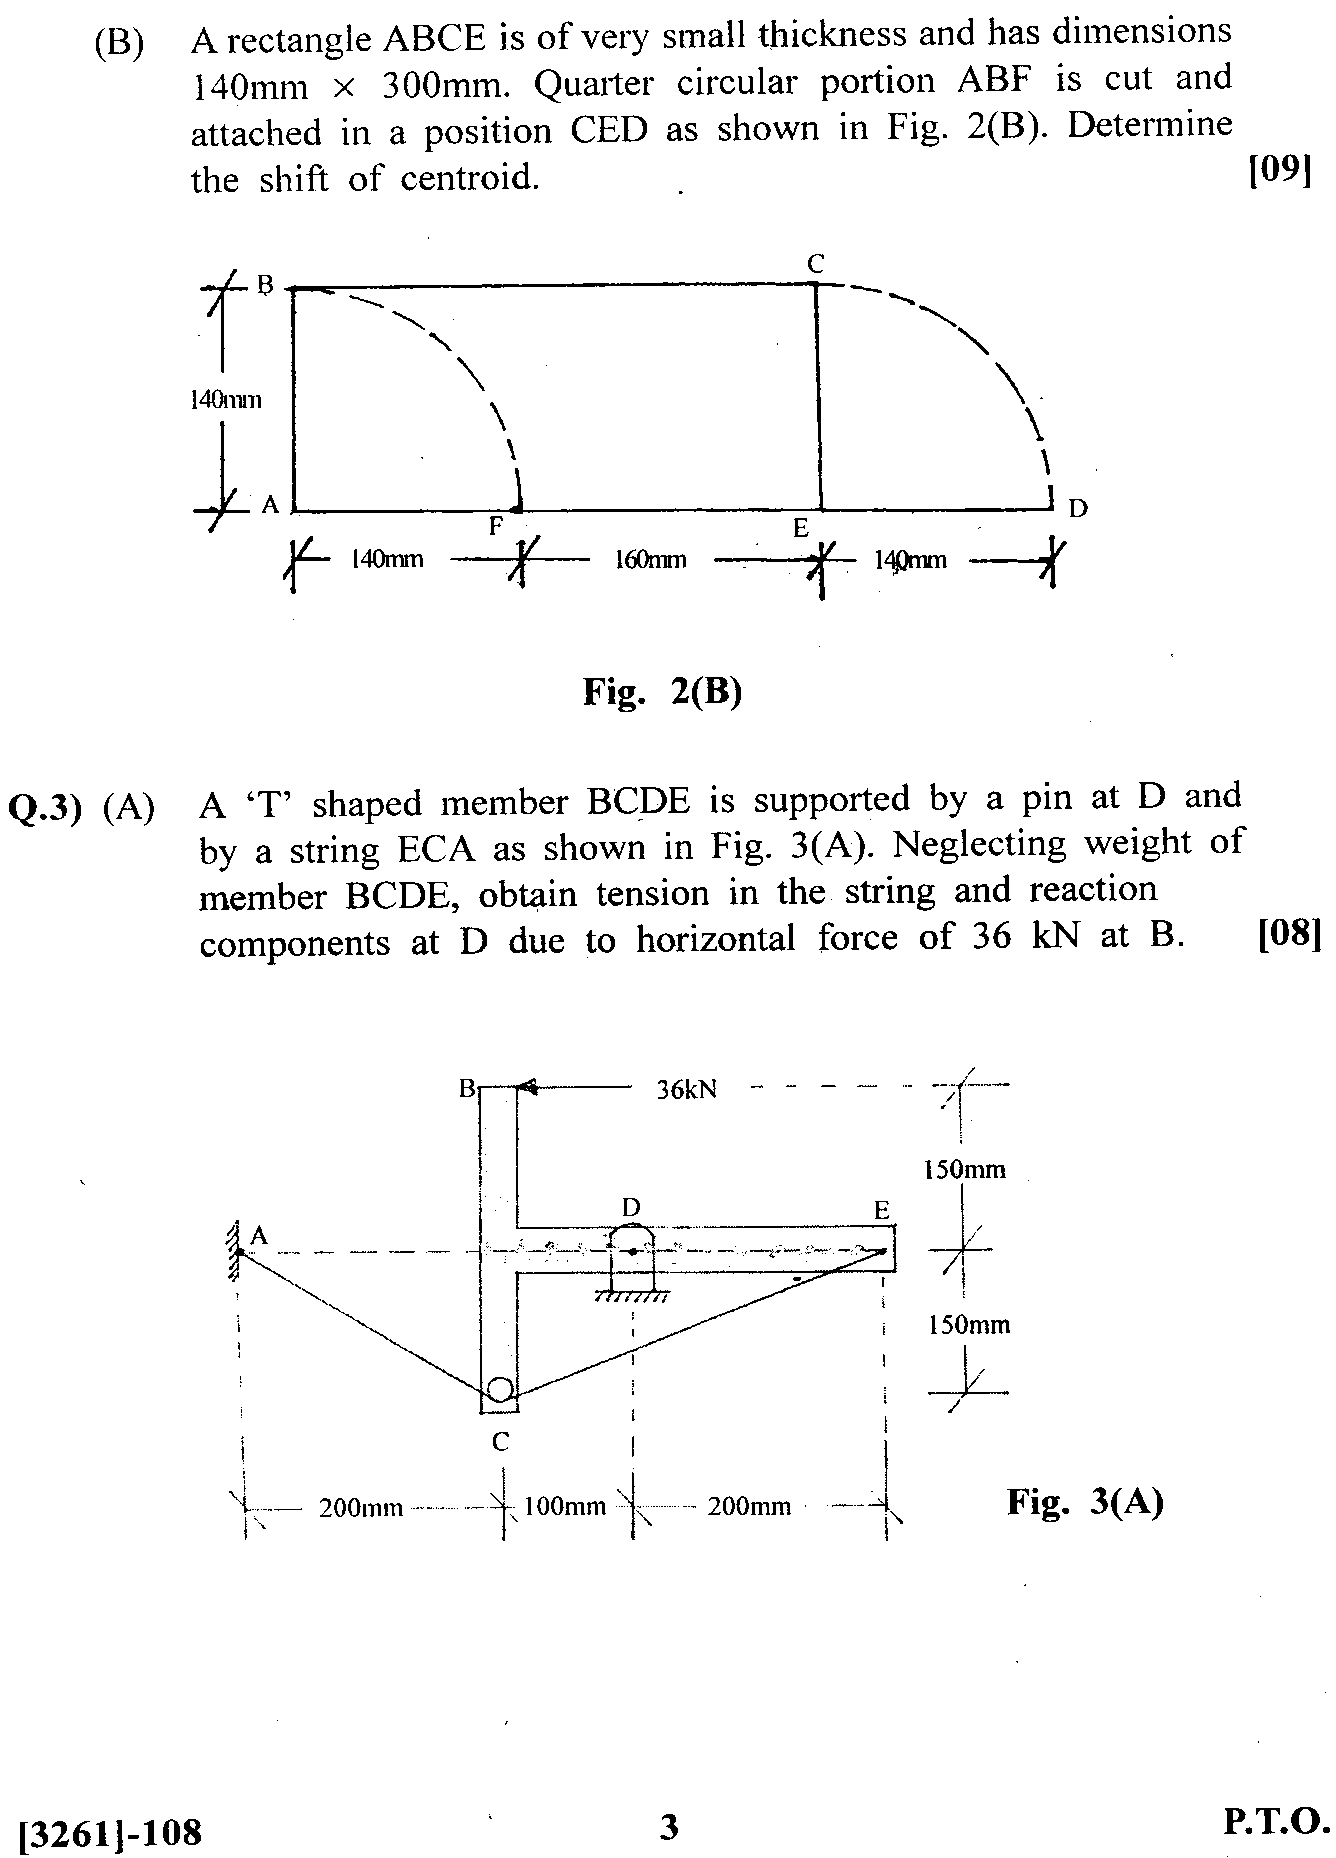 (B) A rectangle ABCE is of very small thickness and has dimensions
140mm × 300mm. Quarter circular portion ABF is cut and
attached in a position CED as shown in Fig. 2(B). Determine
the shift of centroid. [09]
C
B
140mm
A
F
E
D
140mm 160mm 140mm
Fig. 2(B)
Q.3) (A) A ‘T’ shaped member BCDE is supported by a pin at D and
by a string ECA as shown in Fig. 3(A). Neglecting weight of
member BCDE, obtain tension in the string and reaction
components at D due to horizontal force of 36 kN at B. [08]
B 36kN
150mm
D E
A
150mm
C
200mm 100mm 200mm Fig. 3(A)
[3261]-108 3 P.T.O.